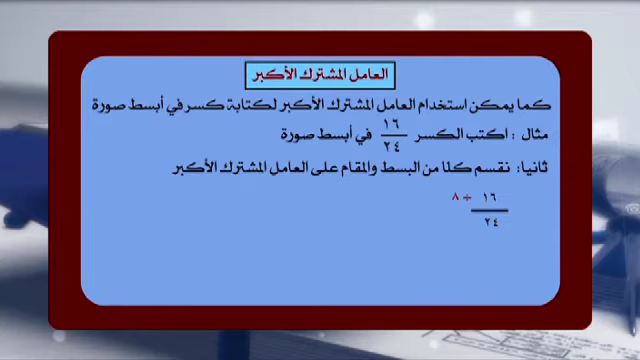 العامل المشترك الأكبر
كما يمكن استخدام العامل المشترك الأكبر لكتابة كسر في أبسط صورة
مثال : اكتب الكسر ١٦/٢٤ في أبسط صورة
ثانيا: نقسم كلا من البسط والمقام على العامل المشترك الأكبر
١٦ ÷ ٨
٢٤